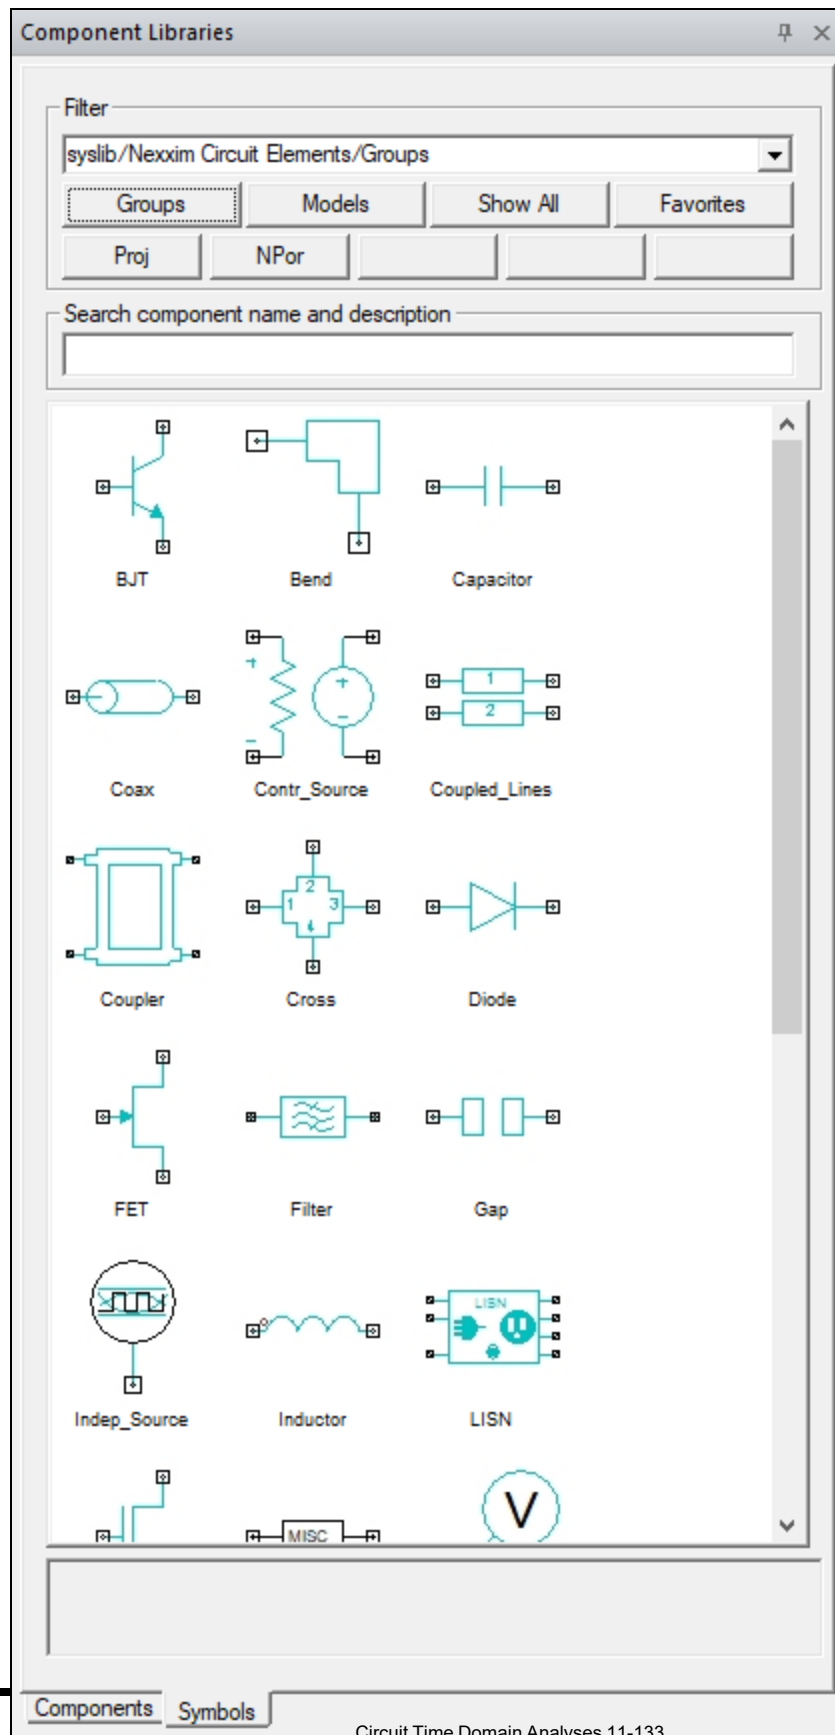 Component Libraries
Filter
syslib/Nexxim Circuit Elements/Groups
Groups Models Show All Favorites
Proj NPor
Search component name and description
BJT Bend Capacitor
+ +
1
2
- -
Coax Contr_Source Coupled_Lines
2
1 3
4
Coupler Cross Diode
FET Filter Gap
LISN
Indep_Source Inductor LISN
MISC V
Components Symbols
Circuit Time Domain Analyses 11-133